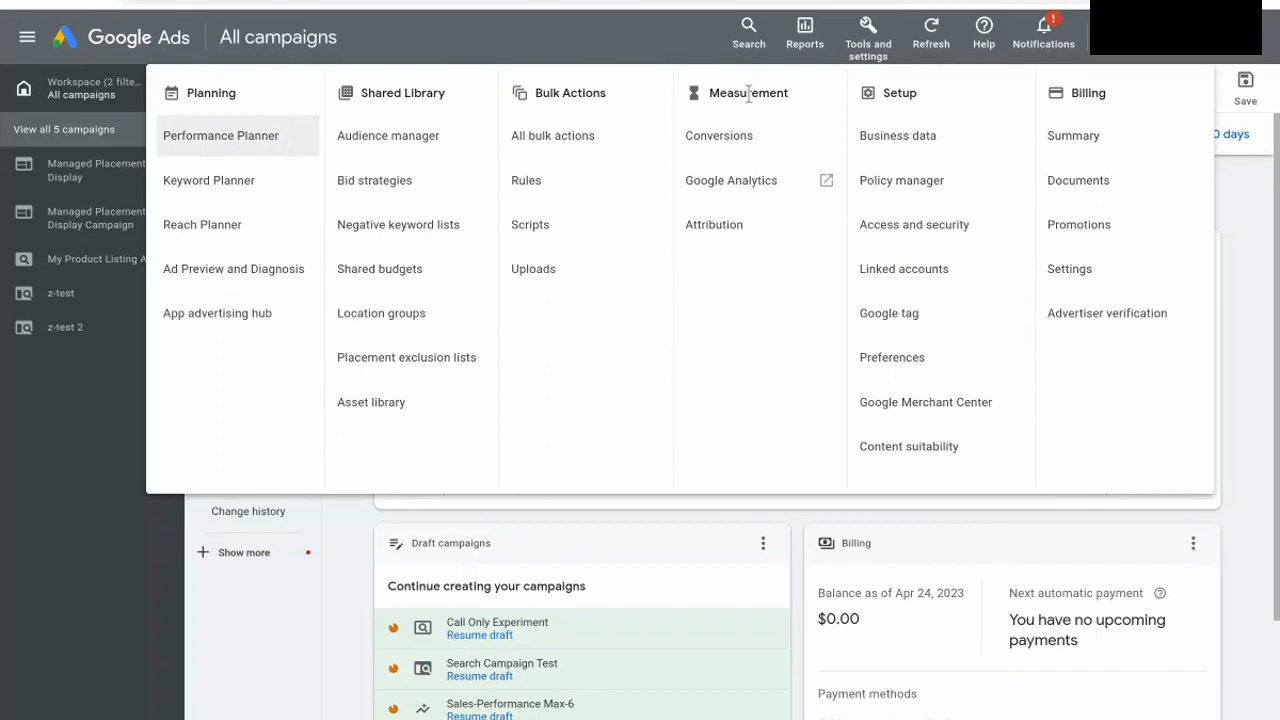 Google Ads
All campaigns
Search
Reports
Tools and
settings
Refresh
Help
Notifications
!
Workspace (2 filte...
All campaigns
View all 5 campaigns
Managed Placement
Display
Managed Placement
Display Campaign
My Product Listing A
z-test
z-test 2
Planning
Performance Planner
Keyword Planner
Reach Planner
Ad Preview and Diagnosis
App advertising hub
Shared Library
Audience manager
Bid strategies
Negative keyword lists
Shared budgets
Location groups
Placement exclusion lists
Asset library
Bulk Actions
All bulk actions
Rules
Scripts
Uploads
Measurement
Conversions
Google Analytics
Attribution
Setup
Business data
Policy manager
Access and security
Linked accounts
Google tag
Preferences
Google Merchant Center
Content suitability
Billing
Summary
Documents
Promotions
Settings
Advertiser verification
Save
0 days
Change history
Show more
Draft campaigns
Continue creating your campaigns
Call Only Experiment
Resume draft
Search Campaign Test
Resume draft
Sales-Performance Max-6
Resume draft
Billing
Balance as of Apr 24, 2023
$0.00
Next automatic payment
You have no upcoming
payments
Payment methods